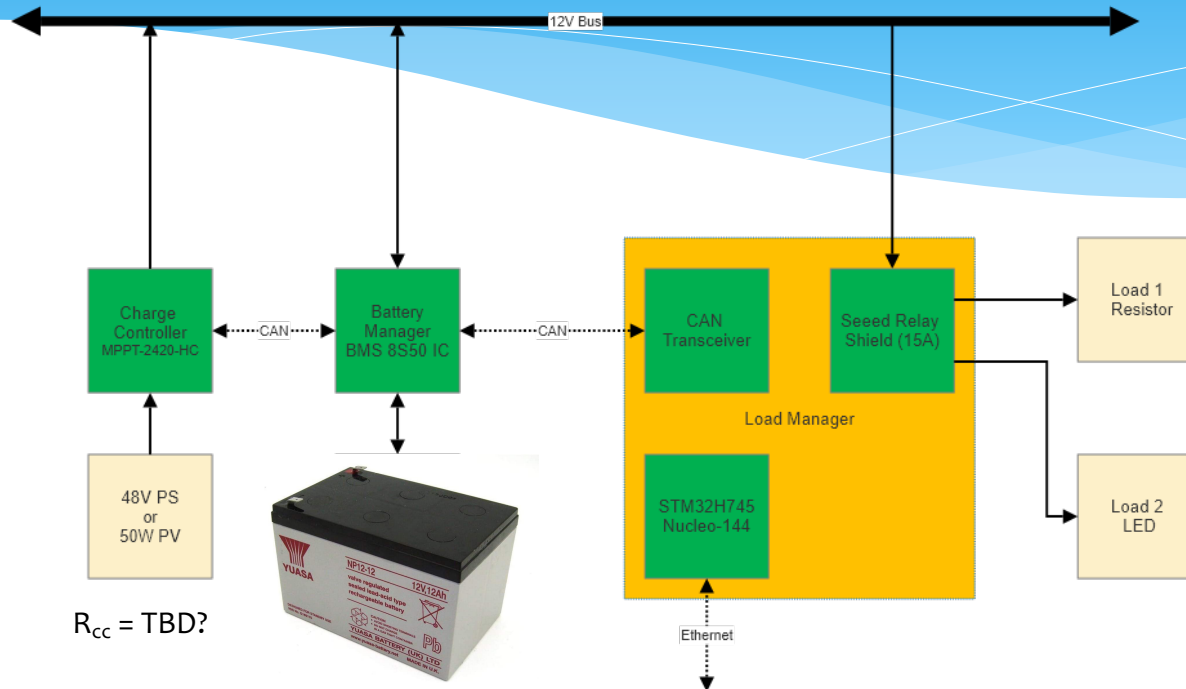 12V Bus
Charge
Controller
MPPT-2420-HC
CAN
Battery
Manager
BMS 8S50 IC
CAN
CAN
Transceiver
Seeed Relay
Shield (15A)
Load 1
Resistor
Load Manager
48V PS
or
50W PV
STM32H745
Nucleo-144
Load 2
LED
YUASA
NP12-12
12V,12Ah
valve regulated
sealed lead-acid type
rechargeable battery
Pb
YUASA BATTERY (UK) LTD
MADE IN U.K.
Rcc = TBD?
Ethernet